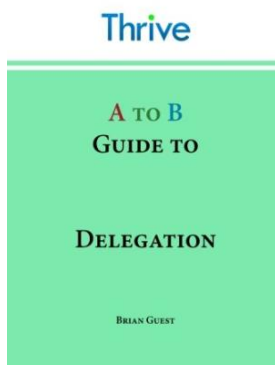 Thrive
A TO B
GUIDE TO
DELEGATION
BRIAN GUEST